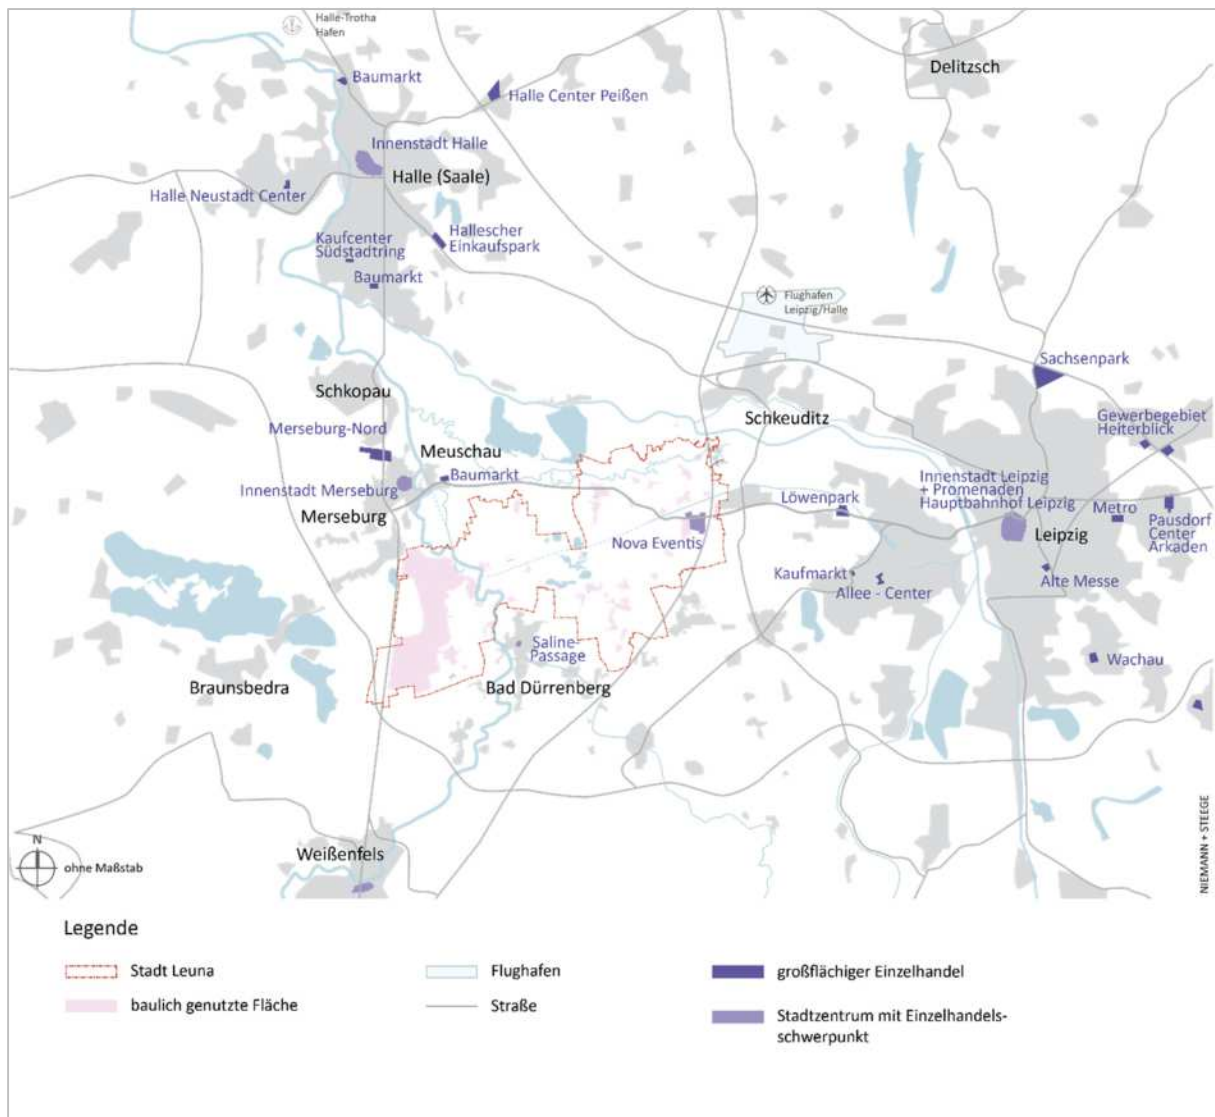 Halle-Trotha
Hafen
Baumarkt
Halle Center Peißen
Delitzsch
Innenstadt Halle
Halle (Saale)
Halle Neustadt Center
Kaufcenter
Südstadtring
Hallescher
Einkaufspark
Baumarkt
Flughafen
Leipzig/Halle
Sachsenpark
Schkopau
Schkeuditz
Gewerbegebiet
Heiterblick
Merseburg-Nord
Meuschau
Baumarkt
Innenstadt Merseburg
Merseburg
Löwenpark
Innenstadt Leipzig
+ Promenaden
Hauptbahnhof Leipzig
Metro
Pausdorf
Center
Arkaden
Leipzig
Nova Eventis
Kaufmarkt
Allee - Center
Alte Messe
Saline-
Passage
Wachau
Braunsbedra
Bad Dürrenberg
Weißenfels
N
ohne Maßstab
NIEMANN + STEEGE
Legende
Stadt Leuna
baulich genutzte Fläche
Flughafen
Straße
großflächiger Einzelhandel
Stadtzentrum mit Einzelhandels-
schwerpunkt